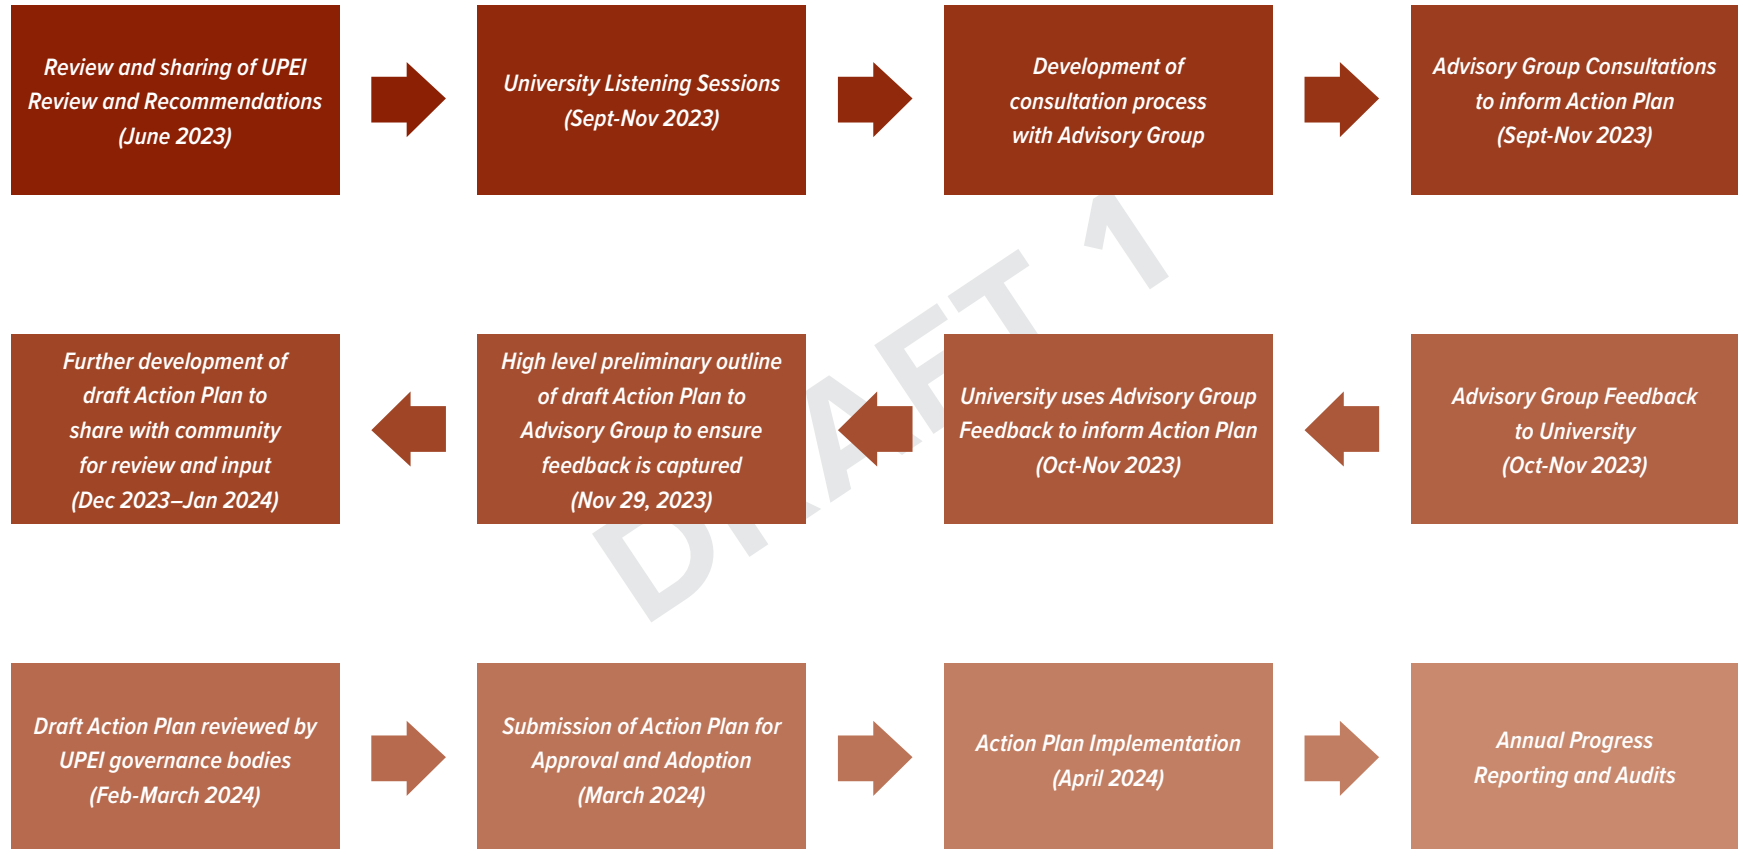 Review and sharing of UPEI
Review and Recommendations
(June 2023)
University Listening Sessions
(Sept-Nov 2023)
Development of
consultation process
with Advisory Group
Advisory Group Consultations
to inform Action Plan
(Sept-Nov 2023)
Further development of
draft Action Plan to
share with community
for review and input
(Dec 2023–Jan 2024)
High level preliminary outline
of draft Action Plan to
Advisory Group to ensure
feedback is captured
(Nov 29, 2023)
University uses Advisory Group
Feedback to inform Action Plan
(Oct-Nov 2023)
Advisory Group Feedback
to University
(Oct-Nov 2023)
DRAFT 1
Draft Action Plan reviewed by
UPEI governance bodies
(Feb-March 2024)
Submission of Action Plan for
Approval and Adoption
(March 2024)
Action Plan Implementation
(April 2024)
Annual Progress
Reporting and Audits